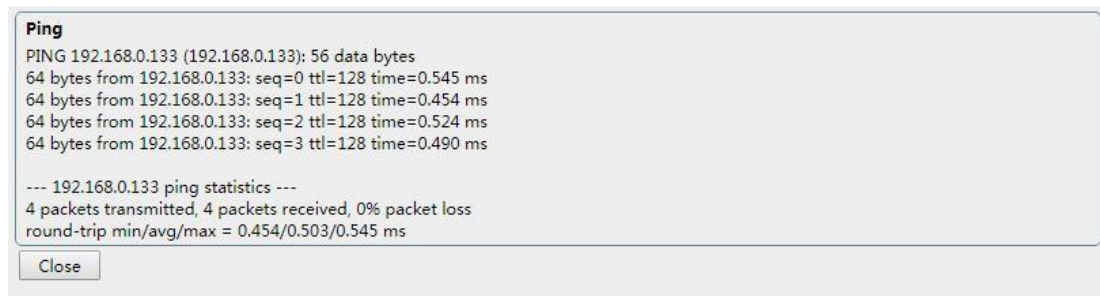 Ping
PING 192.168.0.133 (192.168.0.133): 56 data bytes
64 bytes from 192.168.0.133: seq=0 ttl=128 time=0.545 ms
64 bytes from 192.168.0.133: seq=1 ttl=128 time=0.454 ms
64 bytes from 192.168.0.133: seq=2 ttl=128 time=0.524 ms
64 bytes from 192.168.0.133: seq=3 ttl=128 time=0.490 ms
--- 192.168.0.133 ping statistics ---
4 packets transmitted, 4 packets received, 0% packet loss
round-trip min/avg/max = 0.454/0.503/0.545 ms
Close